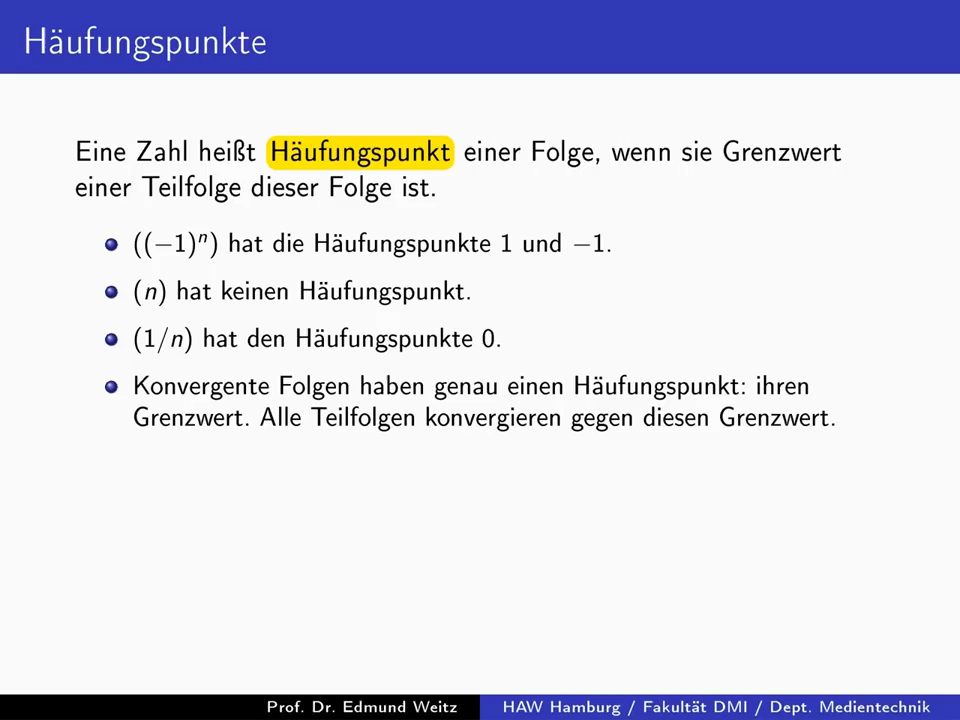 Häufungspunkte
Eine Zahl heißt Häufungspunkt einer Folge, wenn sie Grenzwert
einer Teilfolge dieser Folge ist.
((−1)ⁿ) hat die Häufungspunkte 1 und −1.
(n) hat keinen Häufungspunkt.
(1/n) hat den Häufungspunkte 0.
Konvergente Folgen haben genau einen Häufungspunkt: ihren
Grenzwert. Alle Teilfolgen konvergieren gegen diesen Grenzwert.
Prof. Dr. Edmund Weitz
HAW Hamburg / Fakultät DMI / Dept. Medientechnik